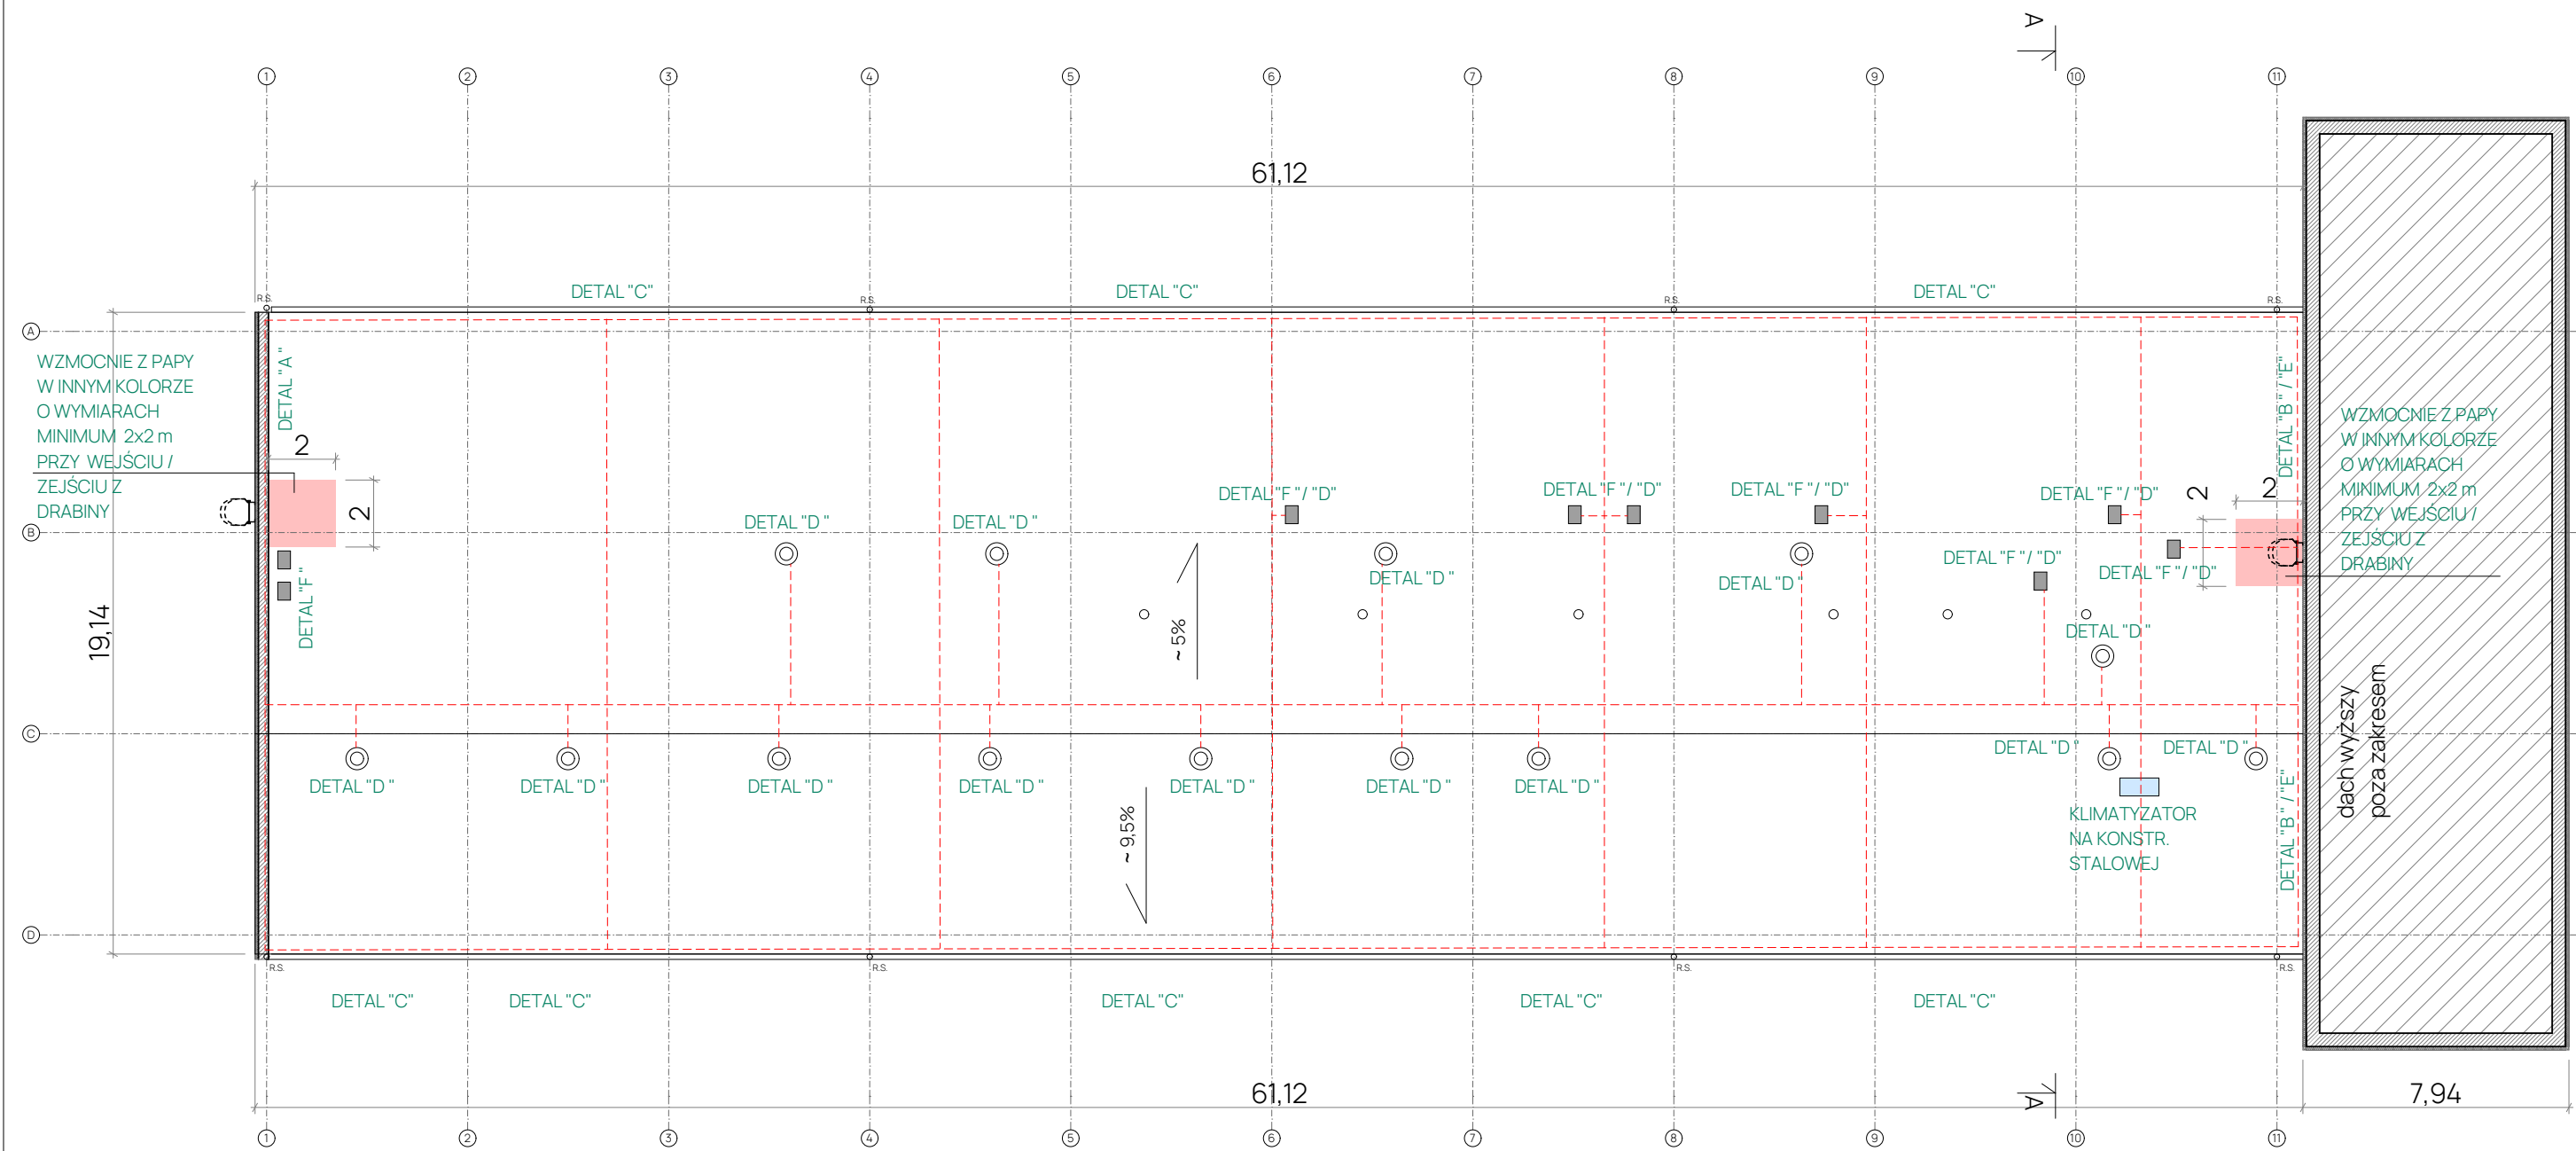 A
1 2 3 4 5 6 7 8 9 10 11
61,12
DETAL "C" DETAL "C" DETAL "C"
R.S. R.S. R.S. R.S.
A
WZMOCNIE Z PAPY
W INNYM KOLORZE
O WYMIARACH
MINIMUM 2x2 m
PRZY WEJŚCIU /
ZEJŚCIU Z
DRABINY
DETAL "A"
2
2
DETAL "B" / "E"
WZMOCNIE Z PAPY
W INNYM KOLORZE
O WYMIARACH
MINIMUM 2x2 m
PRZY WEJŚCIU /
ZEJŚCIU Z
DRABINY
2
2
DETAL "F"/ "D" DETAL "F"/ "D" DETAL "F"/ "D" DETAL "F"/ "D"
B
DETAL "D" DETAL "D"
DETAL "F"/ "D"
DETAL "F"/ "D"
DETAL "D" DETAL "D"
DETAL "F"
19,14
~ 5%
DETAL "D"
C
DETAL "D" DETAL "D"
DETAL "D" DETAL "D" DETAL "D" DETAL "D" DETAL "D" DETAL "D" DETAL "D"
dach wyższy
poza zakresem
KLIMATYZATOR
NA KONSTR.
STALOWEJ
~ 9,5%
DETAL "B" / "E"
D
R.S. R.S. R.S. R.S.
DETAL "C" DETAL "C" DETAL "C" DETAL "C" DETAL "C"
61,12
7,94
A
1 2 3 4 5 6 7 8 9 10 11